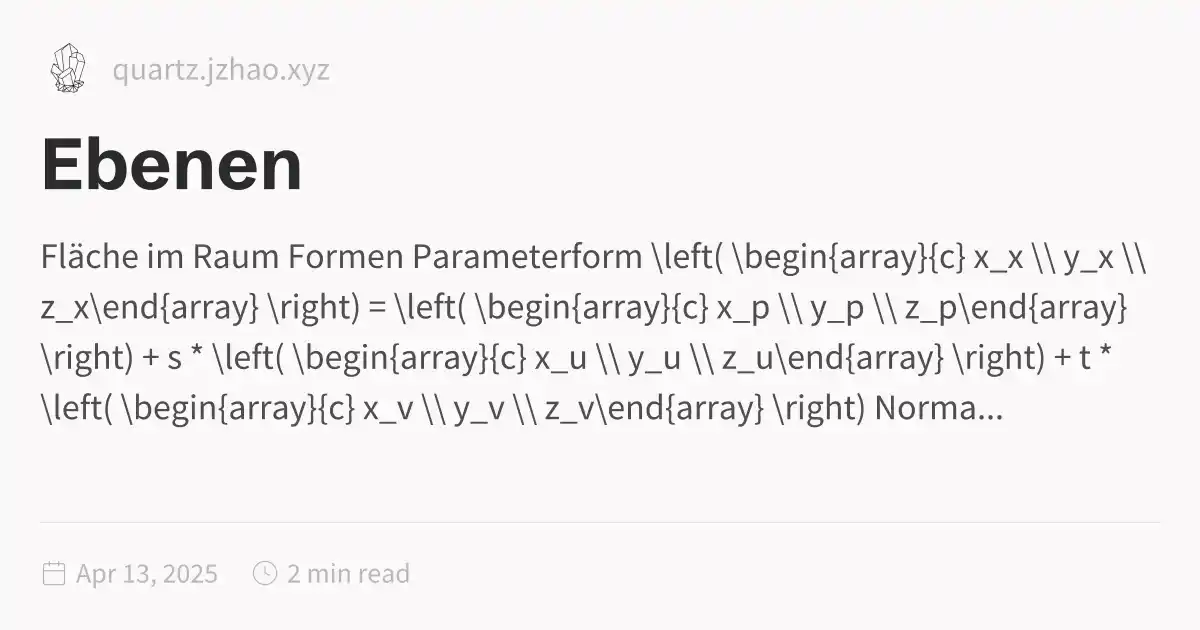 quartz.jzhao.xyz
Ebenen
Fläche im Raum Formen Parameterform \left( \begin{array}{c} x_x \\ y_x \\
z_x\end{array} \right) = \left( \begin{array}{c} x_p \\ y_p \\ z_p\end{array}
\right) + s * \left( \begin{array}{c} x_u \\ y_u \\ z_u\end{array} \right) + t *
\left( \begin{array}{c} x_v \\ y_v \\ z_v\end{array} \right) Norma...
Apr 13, 2025 2 min read